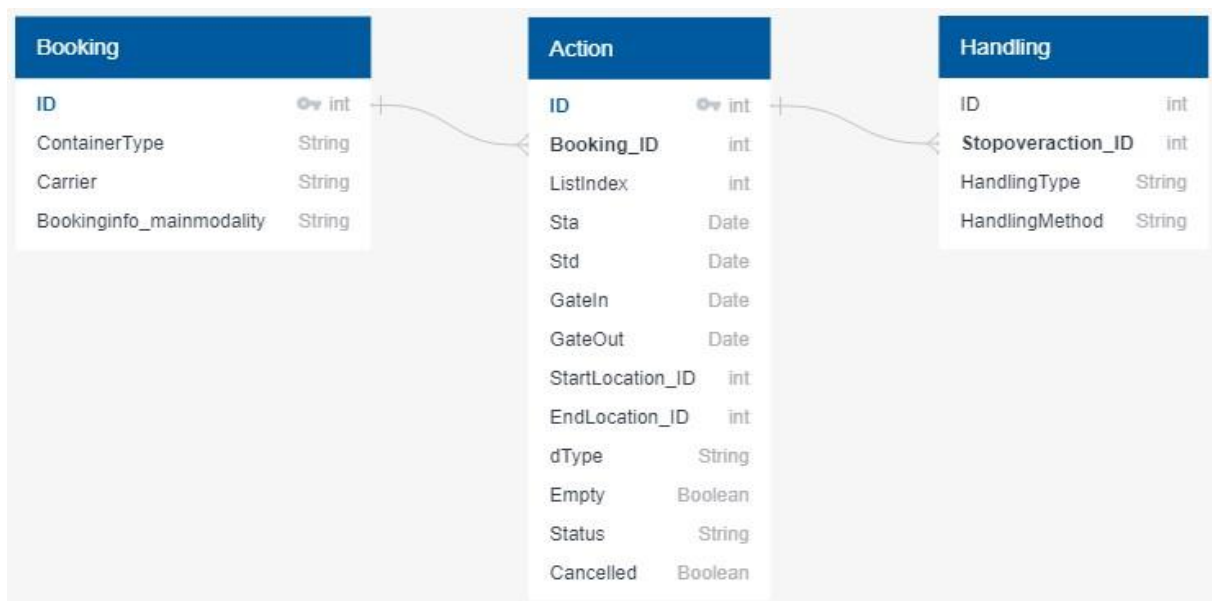 Booking
ID int
ContainerType String
Carrier String
Bookinginfo_mainmodality String
Action
ID int
Booking_ID int
ListIndex int
Sta Date
Std Date
GateIn Date
GateOut Date
StartLocation_ID int
EndLocation_ID int
dType String
Empty Boolean
Status String
Cancelled Boolean
Handling
ID int
Stopoveraction_ID int
HandlingType String
HandlingMethod String